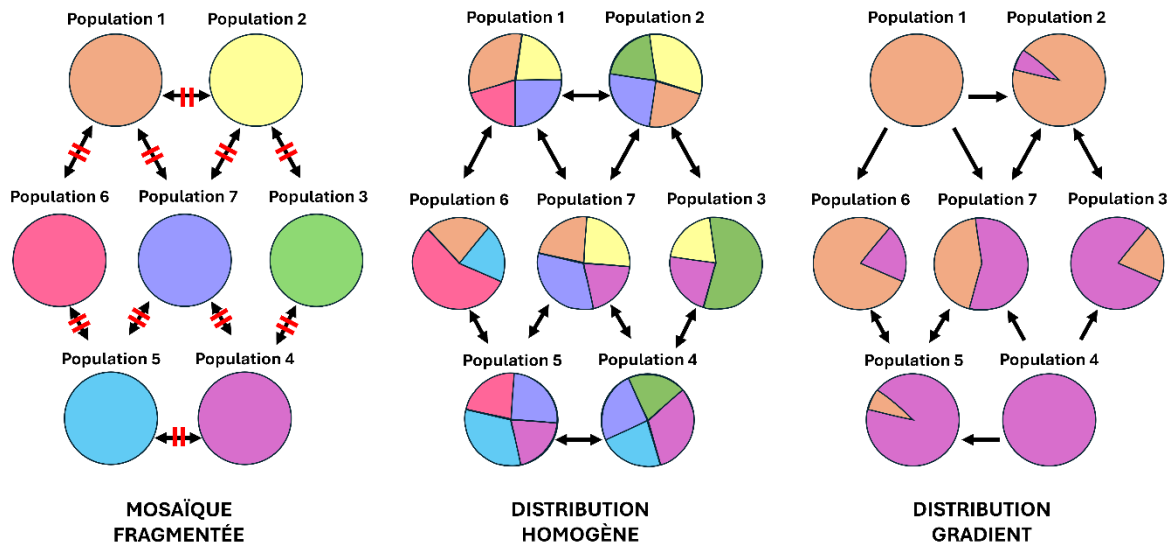 Population 1
Population 2
Population 6
Population 7
Population 3
Population 5
Population 4
MOSAÏQUE
FRAGMENTÉE
Population 1
Population 2
Population 6
Population 7
Population 3
Population 5
Population 4
DISTRIBUTION
HOMOGÈNE
Population 1
Population 2
Population 6
Population 7
Population 3
Population 5
Population 4
DISTRIBUTION
GRADIENT